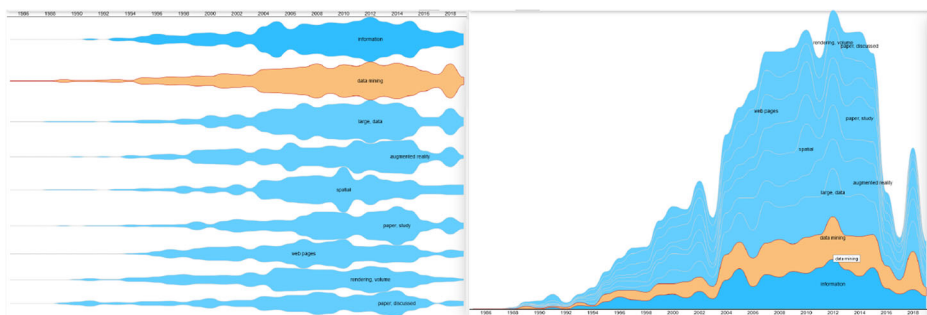 1986 1988 1990 1992 1994 1996 1998 2000 2002 2004 2006 2008 2010 2012 2014 2016 2018
information
data mining
large, data
augmented reality
spatial
paper, study
web pages
rendering, volume
paper, discussed
rendering, volume
paper, discussed
web pages
paper, study
spatial
augmented reality
large, data
data mining
data mining
information
1986 1988 1990 1992 1994 1996 1998 2000 2002 2004 2006 2008 2010 2012 2014 2016 2018